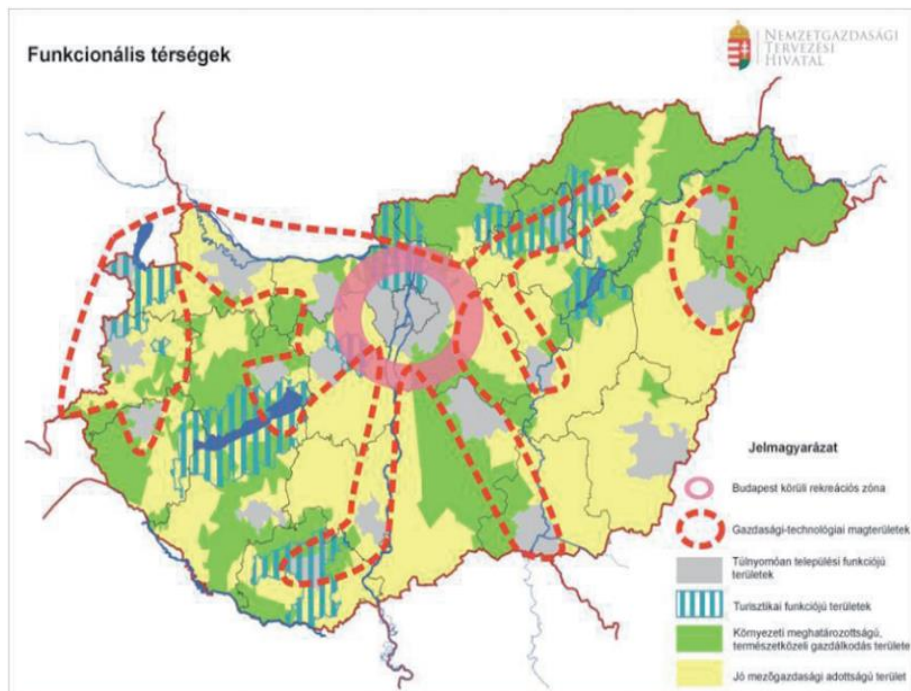 Funkcionális térségek
NEMZETGAZDASÁGI
TERVEZÉSI
HIVATAL
Jelmagyarázat
Budapest körüli rekreációs zóna
Gazdasági-technológiai magterületek
Túlnyomóan települési funkciójú
területek
Turisztikai funkciójú területek
Környezeti meghatározottságú,
természetközeli gazdálkodás területe
Jó mezőgazdasági adottságú terület